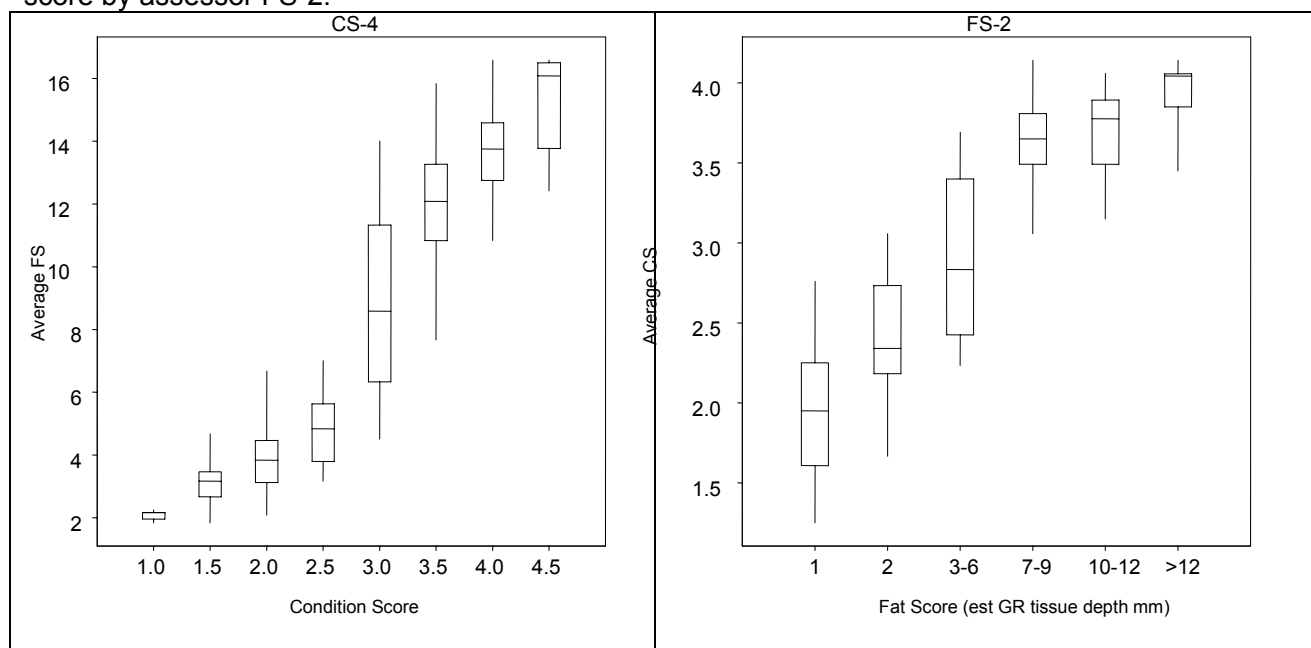 score by assessor FS-2.
CS-4
16
14
12
10
8
6
4
2
Average FS
1.0 1.5 2.0 2.5 3.0 3.5 4.0 4.5
Condition Score
FS-2
4.0
3.5
3.0
2.5
2.0
1.5
Average CS
1 2 3-6 7-9 10-12 >12
Fat Score (est GR tissue depth mm)